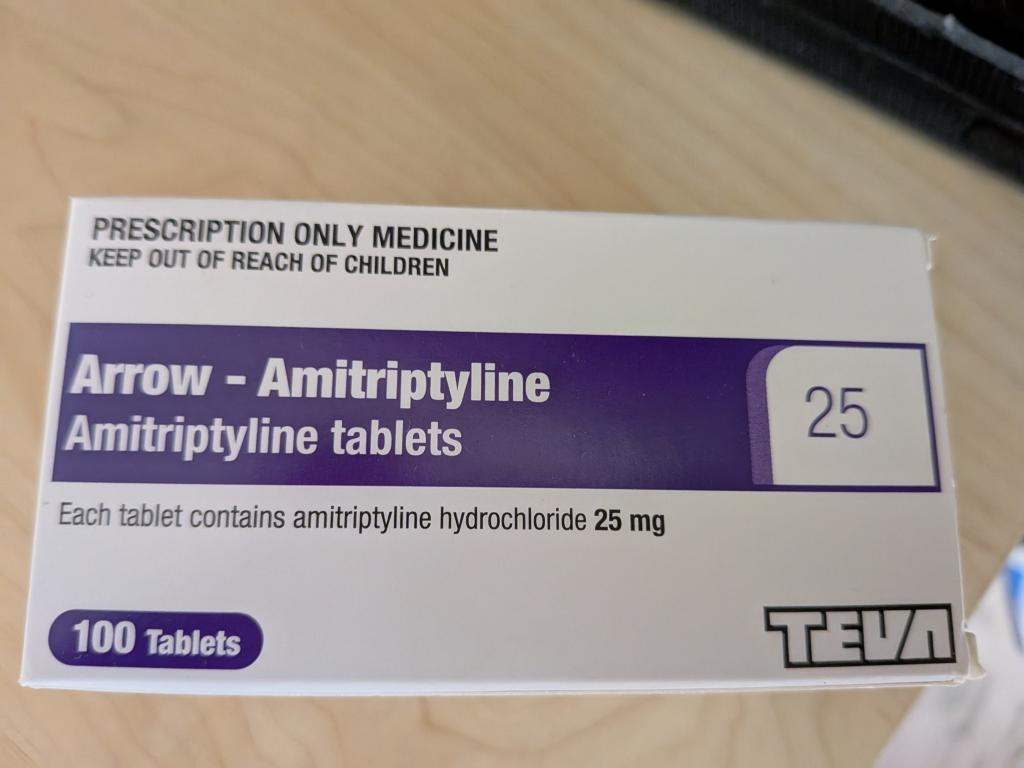 PRESCRIPTION ONLY MEDICINE
KEEP OUT OF REACH OF CHILDREN
Arrow - Amitriptyline
Amitriptyline tablets
25
Each tablet contains amitriptyline hydrochloride 25 mg
100 Tablets
TEVA